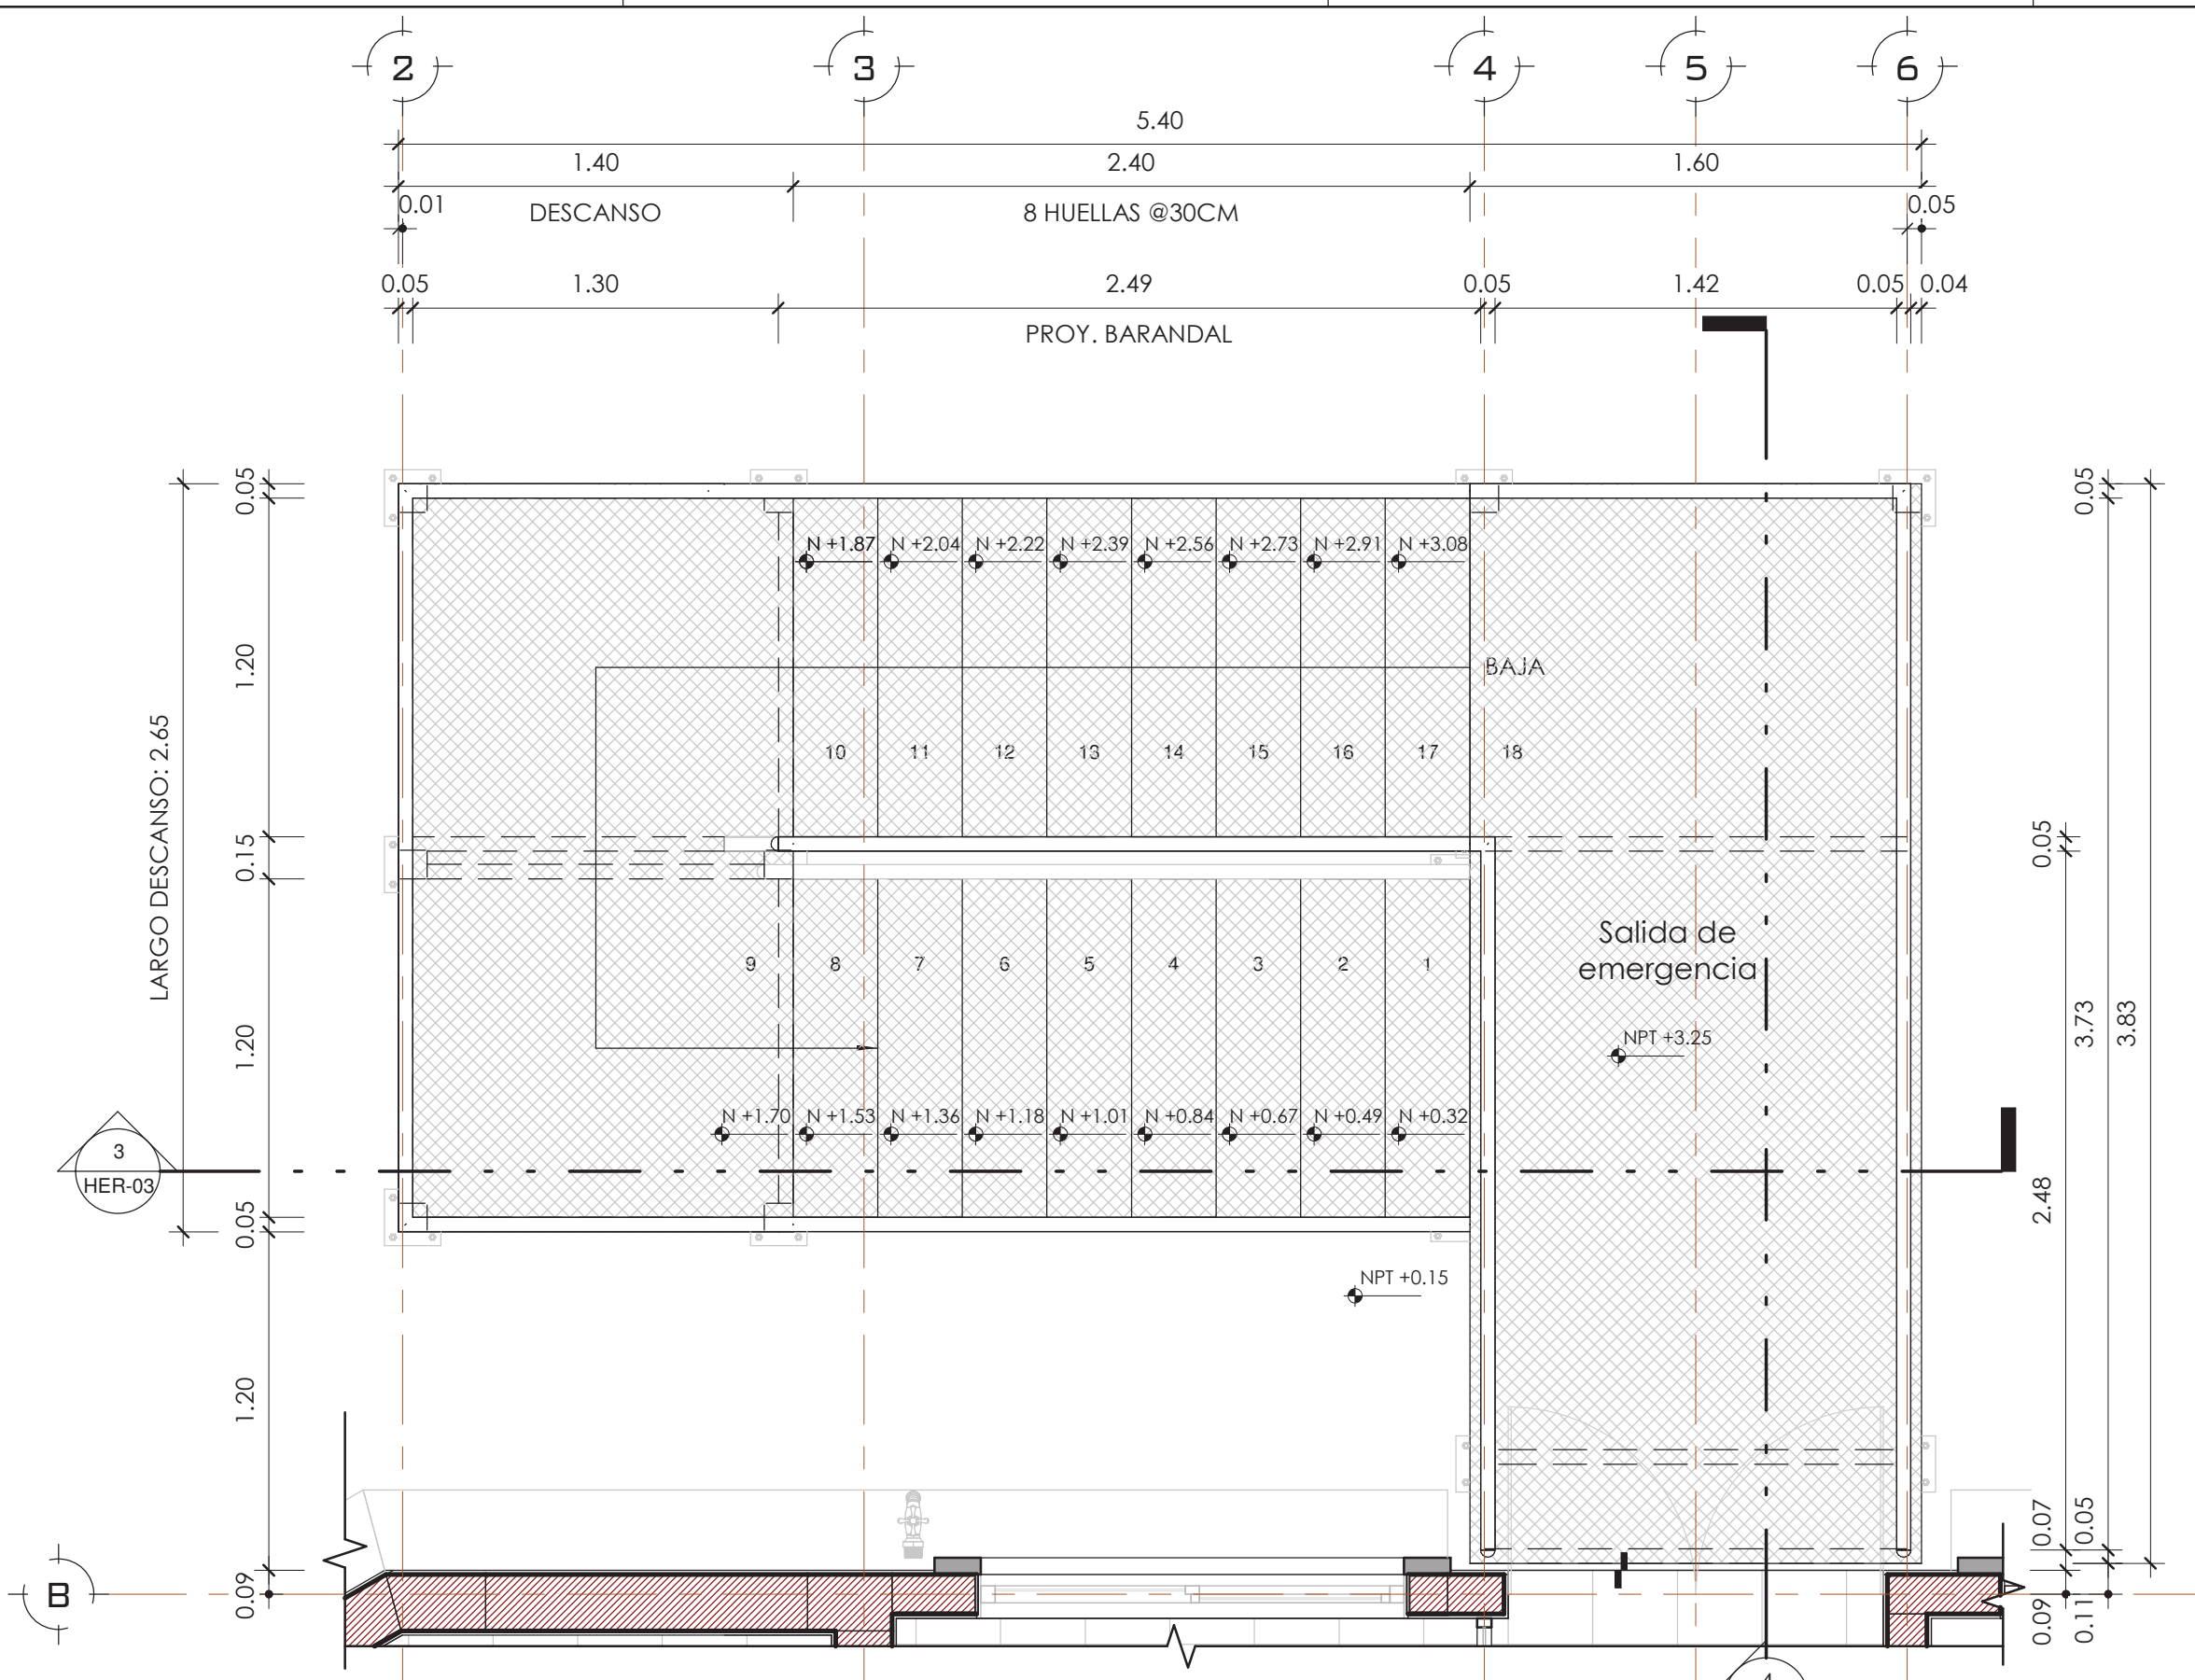 2 3 4 5 6
5.40
1.40 2.40 1.60
0.01 DESCANSO 8 HUELLAS @30CM 0.05
0.05 1.30 2.49 0.05 1.42 0.05 0.04
PROY. BARANDAL
0.05
1.20
0.15
1.20
0.05
1.20
0.09
LARGO DESCANSO: 2.65
N +1.87 N +2.04 N +2.22 N +2.39 N +2.56 N +2.73 N +2.91 N +3.08
BAJA
10 11 12 13 14 15 16 17 18
Salida de
emergencia
9 8 7 6 5 4 3 2 1
NPT +3.25
N +1.70 N +1.53 N +1.36 N +1.18 N +1.01 N +0.84 N +0.67 N +0.49 N +0.32
3
HER-03
NPT +0.15
0.05
0.05
3.73
3.83
2.48
0.07
0.05
0.09
0.11
B